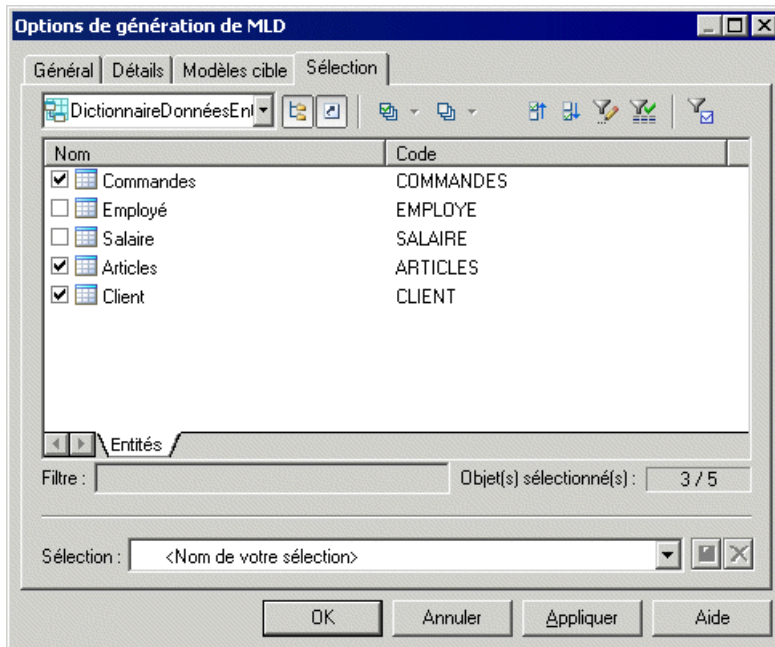 Options de génération de MLD
Général Détails Modèles cible Sélection
DictionnaireDonnéesEnt
Nom Code
Commandes COMMANDES
Employé EMPLOYE
Salaire SALAIRE
Articles ARTICLES
Client CLIENT
Entités
Filtre : Objet(s) sélectionné(s) : 3 / 5
Sélection : <Nom de votre sélection>
OK Annuler Appliquer Aide